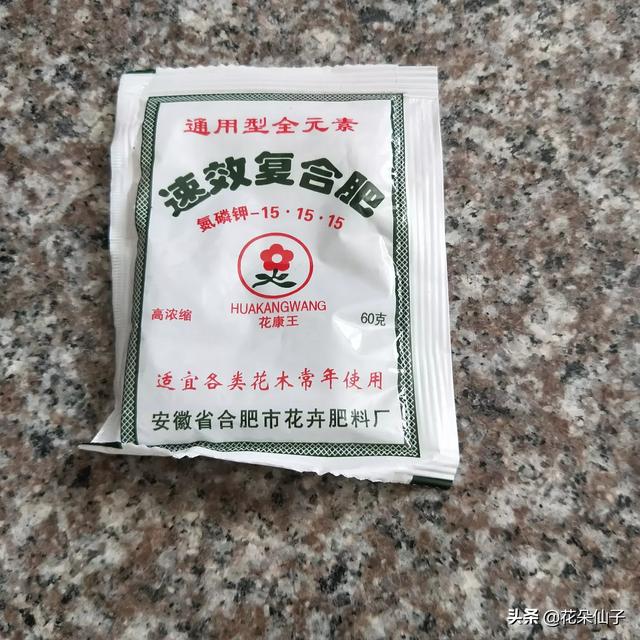 通用型全元素
速效复合肥
氮磷钾-15·15·15
HUAKANGWANG
花康王
高浓缩
60克
适宜各类花木常年使用
安徽省合肥市花卉肥料厂
头条 @花朵仙子